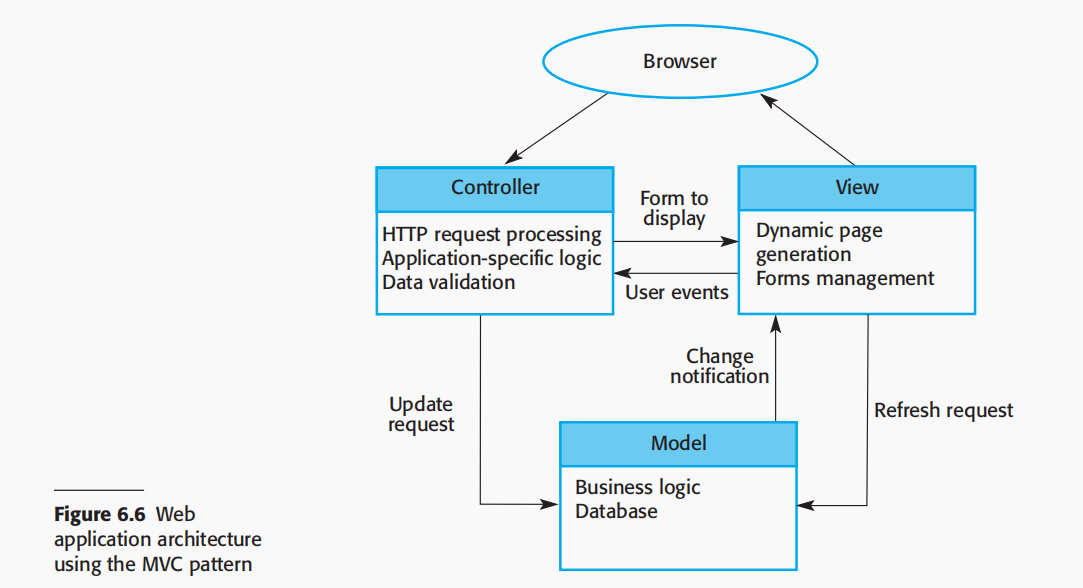 Browser
Controller
HTTP request processing
Application-specific logic
Data validation
Form to
display
User events
View
Dynamic page
generation
Forms management
Update
request
Change
notification
Refresh request
Model
Business logic
Database
Figure 6.6 Web
application architecture
using the MVC pattern